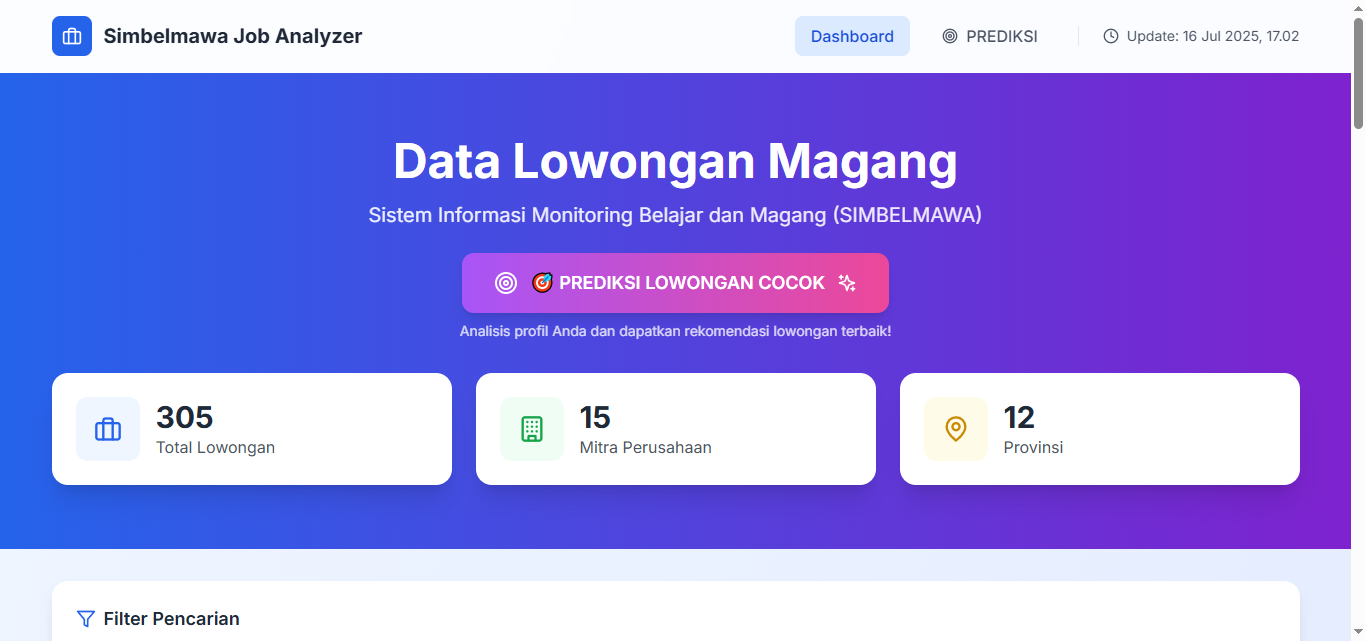 Simbelmawa Job Analyzer
Dashboard
PREDIKSI
Update: 16 Jul 2025, 17.02
Data Lowongan Magang
Sistem Informasi Monitoring Belajar dan Magang (SIMBELMAWA)
🎯 PREDIKSI LOWONGAN COCOK
Analisis profil Anda dan dapatkan rekomendasi lowongan terbaik!
305
Total Lowongan
15
Mitra Perusahaan
12
Provinsi
Filter Pencarian